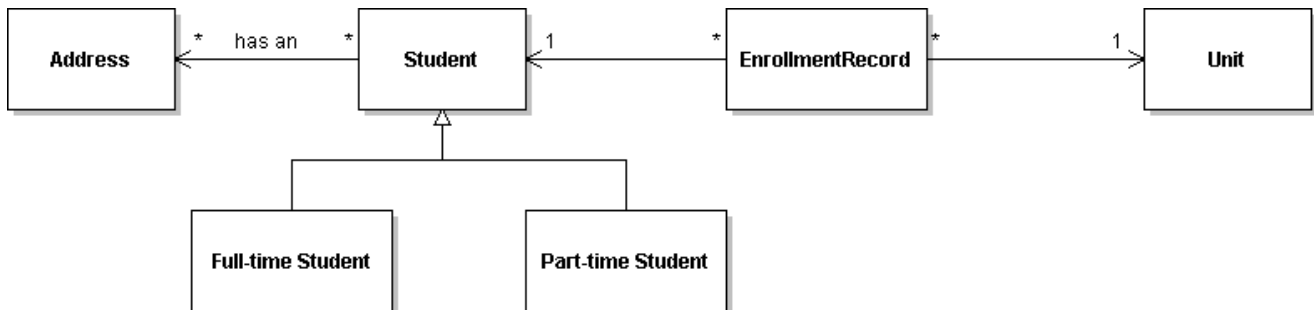 * has an * 1 * * 1
Address Student EnrollmentRecord Unit
Full-time Student Part-time Student